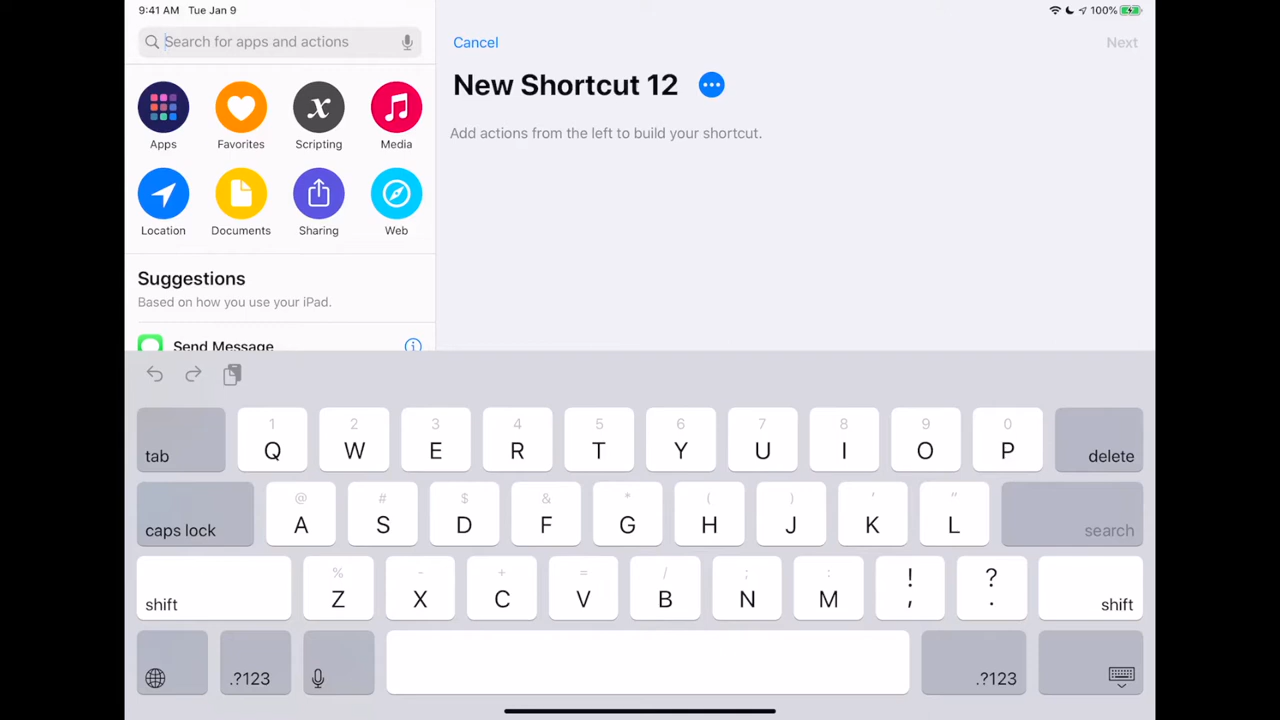 9:41 AM Tue Jan 9
100%
Search for apps and actions
Apps
Favorites
Scripting
Media
Location
Documents
Sharing
Web
Suggestions
Based on how you use your iPad.
Send Message
Cancel
Next
New Shortcut 12
Add actions from the left to build your shortcut.
1 2 3 4 5 6 7 8 9 0
tab Q W E R T Y U I O P delete
@ # $ & * ( ) ' "
caps lock A S D F G H J K L search
% - + = / ; : ! ?
shift Z X C V B N M , . shift
.?123 .?123